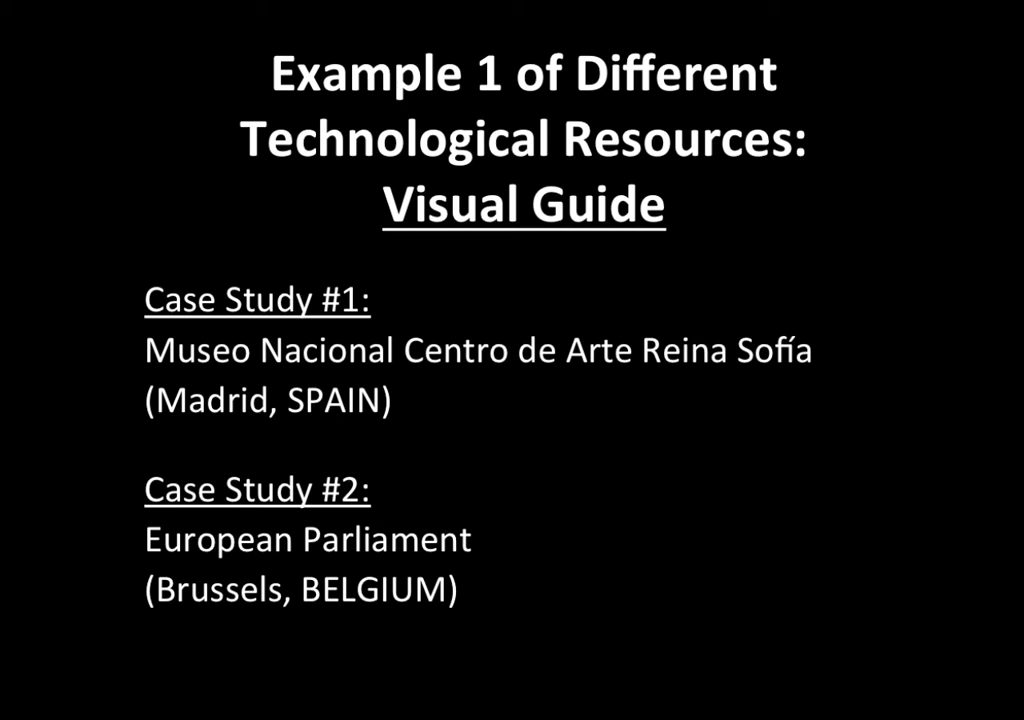 Example 1 of Different
Technological Resources:
Visual Guide
Case Study #1:
Museo Nacional Centro de Arte Reina Sofía
(Madrid, SPAIN)
Case Study #2:
European Parliament
(Brussels, BELGIUM)